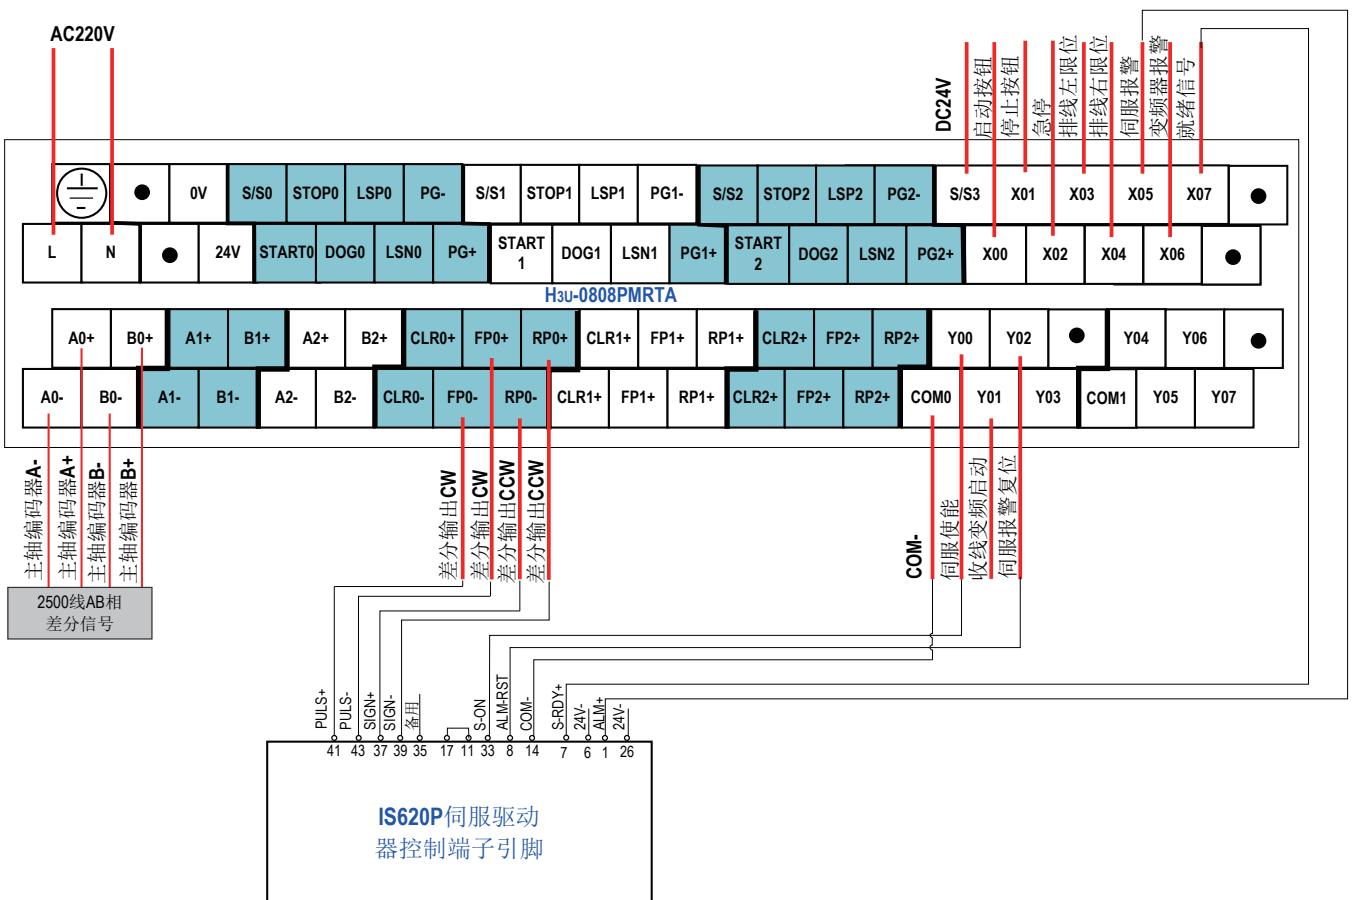 AC220V
DC24V
启动按钮
停止按钮
急停
排线左限位
排线右限位
伺服报警
变频器报警
就绪信号
0V S/S0 STOP0 LSP0 PG- S/S1 STOP1 LSP1 PG1- S/S2 STOP2 LSP2 PG2- S/S3 X01 X03 X05 X07
L N 24V START0 DOG0 LSN0 PG+ START 1 DOG1 LSN1 PG1+ START 2 DOG2 LSN2 PG2+ X00 X02 X04 X06
H3U-0808PMRTA
A0+ B0+ A1+ B1+ A2+ B2+ CLR0+ FP0+ RP0+ CLR1+ FP1+ RP1+ CLR2+ FP2+ RP2+ Y00 Y02 Y04 Y06
A0- B0- A1- B1- A2- B2- CLR0- FP0- RP0- CLR1+ FP1+ RP1+ CLR2+ FP2+ RP2+ COM0 Y01 Y03 COM1 Y05 Y07
主轴编码器A-
主轴编码器A+
主轴编码器B-
主轴编码器B+
差分输出CW
差分输出CW
差分输出CCW
差分输出CCW
COM-
伺服使能
收线变频启动
伺服报警复位
2500线AB相
差分信号
PULS+
PULS-
SIGN+
SIGN-
备用
S-ON
ALM-RST
COM-
S-RDY+
24V-
ALM+
24V-
41 43 37 39 35 17 11 33 8 14 7 6 1 26
IS620P伺服驱动
器控制端子引脚